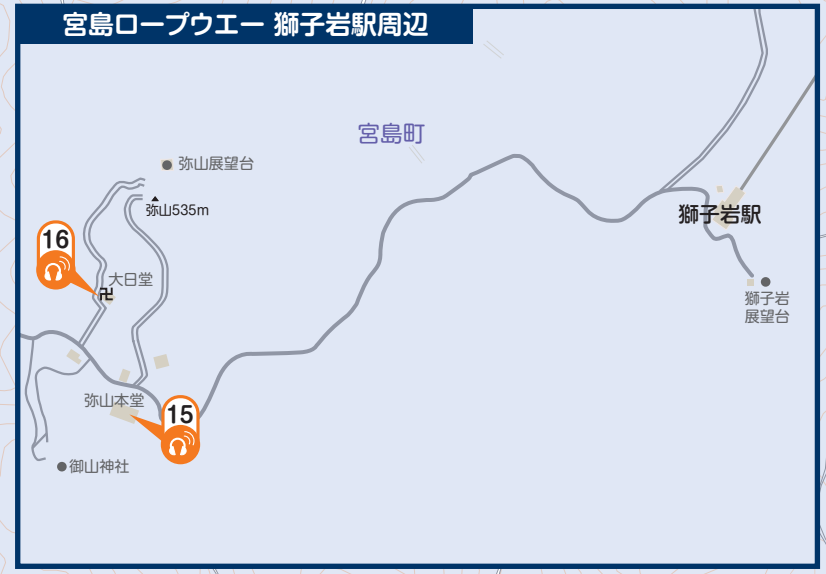 宮島ロープウエー 獅子岩駅周辺
宮島町
弥山展望台
弥山535m
獅子岩駅
16
大日堂
卍
獅子岩
展望台
弥山本堂
15
御山神社